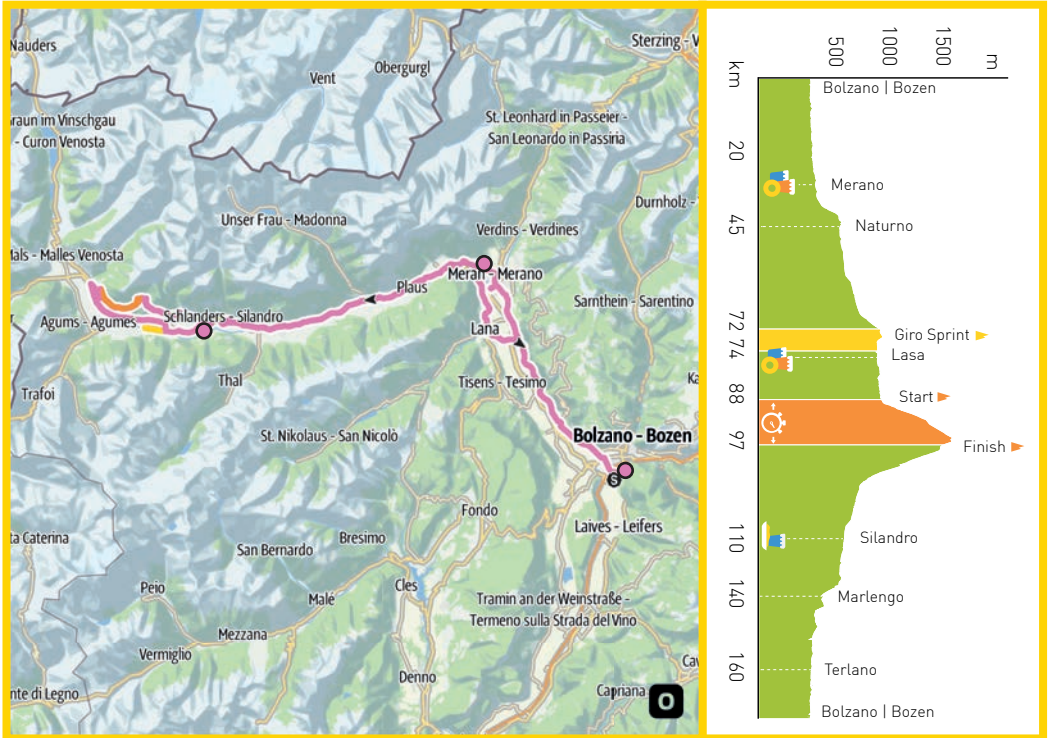 Nauders
Sterzing - V
Obergurgl
Vent
raun im Vinschgau
- Curon Venosta
St. Leonhard in Passeier -
San Leonardo in Passiria
Durnholz -
Unser Frau - Madonna
Verdins - Verdines
Mals - Malles Venosta
Meran - Merano
Plaus
Sarnthein - Sarentino
Agums - Agumes
Schlanders - Silandro
Lana
Trafoi
Thal
Tisens - Tesimo
Ka
St. Nikolaus - San Nicolò
Bolzano - Bozen
S
Fondo
Laives - Leifers
ta Caterina
San Bernardo
Bresimo
Peio
Malé
Cles
Tramin an der Weinstraße -
Termeno sulla Strada del Vino
Mezzana
Vermiglio
Cav
Denno
nte di Legno
Capriana
O
500
1000
1500
m
km
Bolzano | Bozen
20
Merano
45
Naturno
72
Giro Sprint
74
Lasa
88
Start
97
Finish
110
Silandro
140
Marlengo
160
Terlano
Bolzano | Bozen